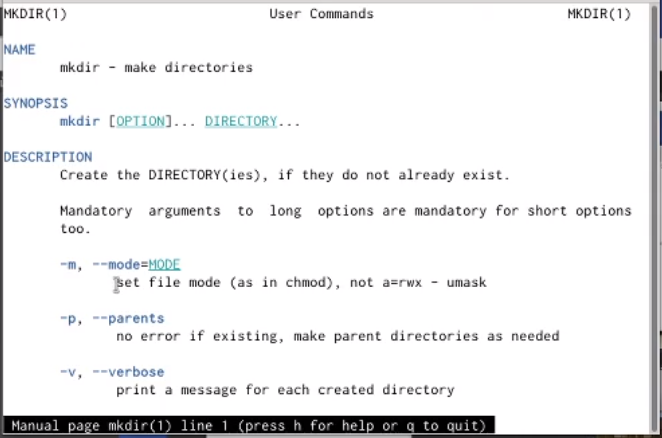 MKDIR(1) User Commands MKDIR(1)
NAME
mkdir - make directories
SYNOPSIS
mkdir [OPTION]... DIRECTORY...
DESCRIPTION
Create the DIRECTORY(ies), if they do not already exist.
Mandatory arguments to long options are mandatory for short options
too.
-m, --mode=MODE
set file mode (as in chmod), not a=rwx - umask
-p, --parents
no error if existing, make parent directories as needed
-v, --verbose
print a message for each created directory
Manual page mkdir(1) line 1 (press h for help or q to quit)